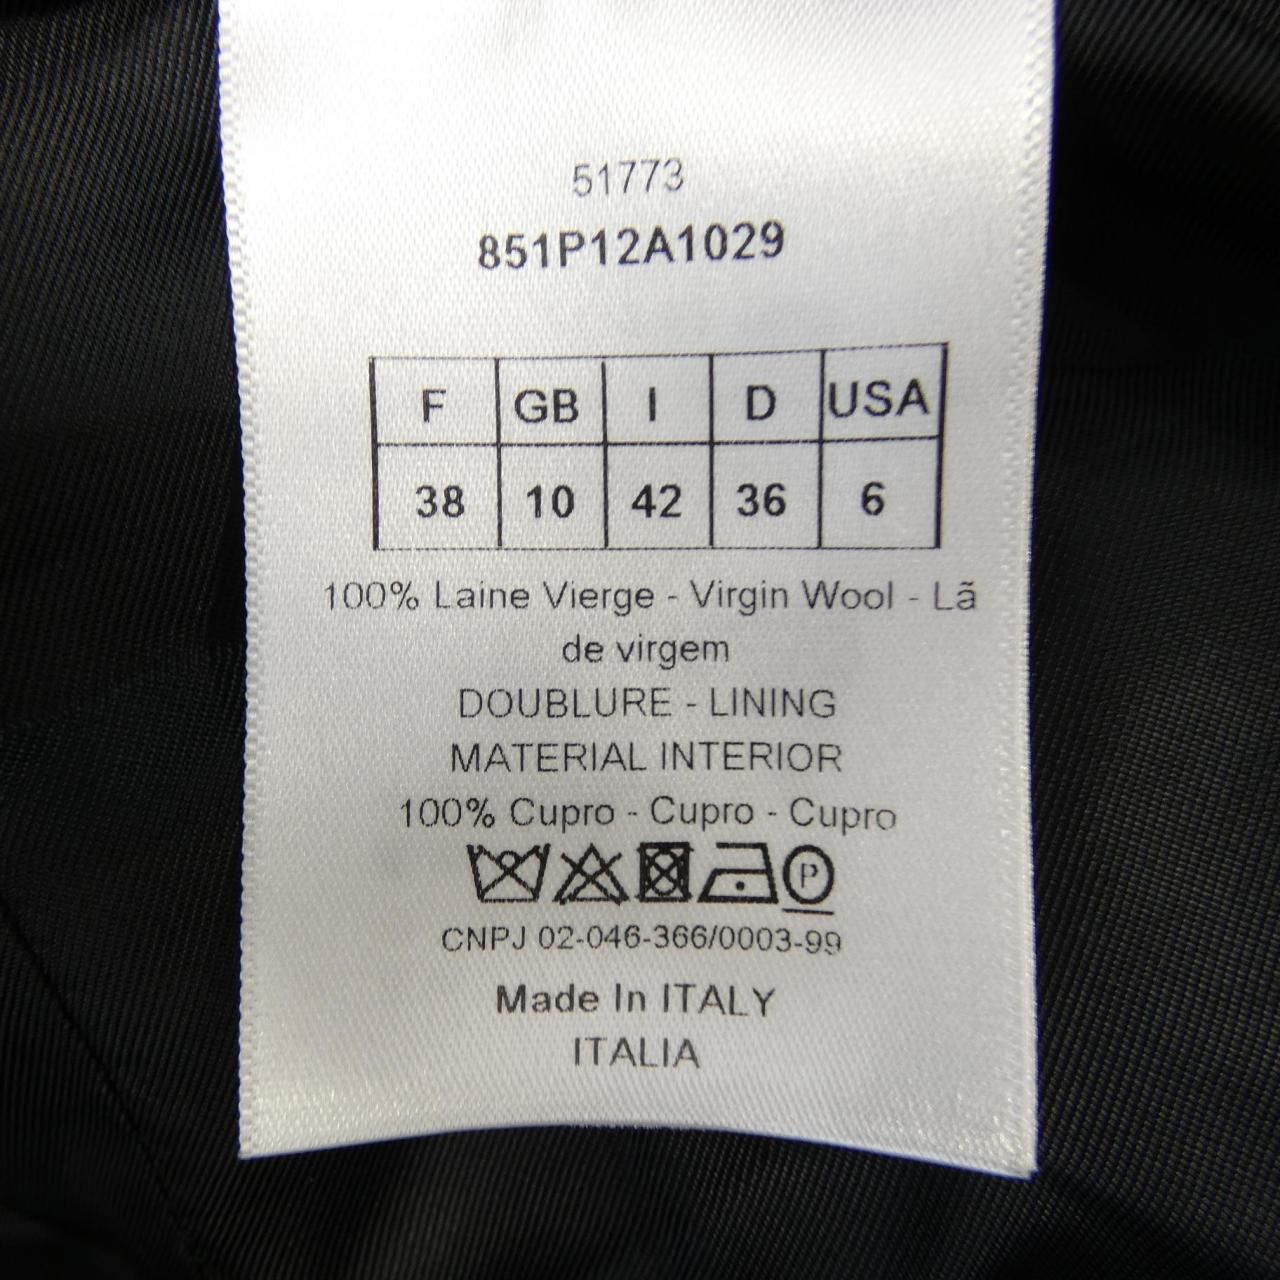 51773
851P12A1029
F GB I D USA
38 10 42 36 6
100% Laine Vierge - Virgin Wool - Lã
de virgem
DOUBLURE - LINING
MATERIAL INTERIOR
100% Cupro - Cupro - Cupro
P
CNPJ 02-046-366/0003-99
Made In ITALY
ITALIA